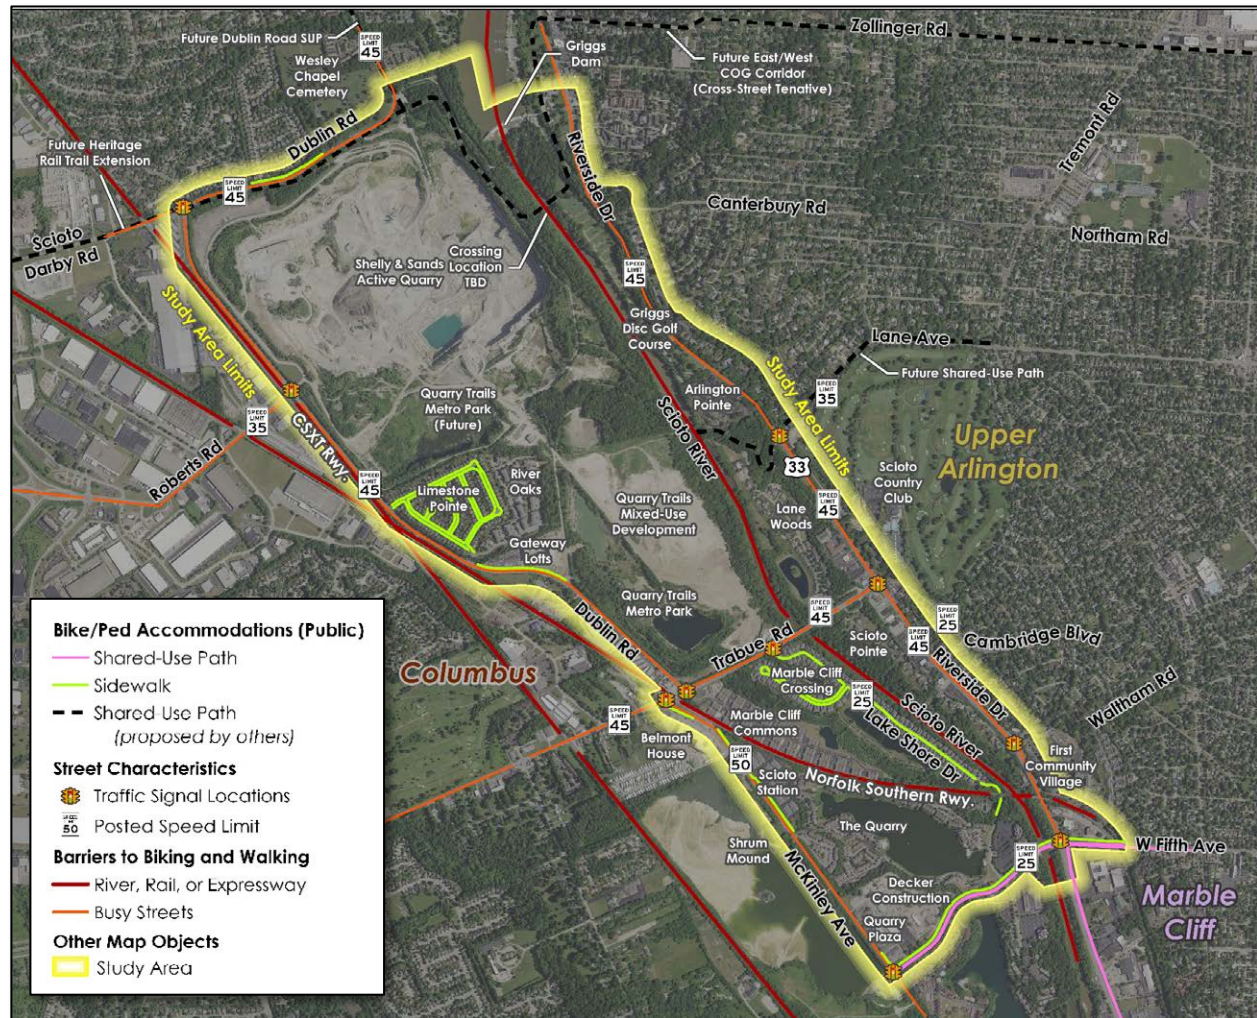 Zollinger Rd
Future Dublin Road SUP
SPEED
LIMIT
45
Wesley
Chapel
Cemetery
Griggs
Dam
Future East/West
COG Corridor
(Cross-Street Tenative)
Tremont Rd
Dublin Rd
Riverside Dr
Future Heritage
Rail Trail Extension
SPEED
LIMIT
45
Canterbury Rd
Northam Rd
Scioto
Darby Rd
Shelly & Sands
Active Quarry
Crossing
Location
TBD
SPEED
LIMIT
45
Study Area Limits
Griggs
Disc Golf
Course
Lane Ave
Future Shared-Use Path
Study Area Limits
Arlington
Pointe
SPEED
LIMIT
35
Quarry Trails
Metro Park
(Future)
SPEED
LIMIT
35
CSXT Rwy.
Roberts Rd
Scioto River
Upper
Arlington
33
Scioto
Country
Club
SPEED
LIMIT
45
Limestone
Pointe
River
Oaks
Quarry Trails
Mixed-Use
Development
Lane
Woods
SPEED
LIMIT
45
Gateway
Lofts
Quarry Trails
Metro Park
Dublin Rd
Trabue Rd
SPEED
LIMIT
45
SPEED
LIMIT
25
Cambridge Blvd
SPEED
LIMIT
45
Riverside Dr
Scioto
Pointe
Columbus
Marble Cliff
Crossing
SPEED
LIMIT
25
Waltham Rd
Scioto River
Lake Shore Dr
SPEED
LIMIT
45
Belmont
House
Marble Cliff
Commons
SPEED
LIMIT
50
First
Community
Village
Scioto
Station
Norfolk Southern Rwy.
Shrum
Mound
The Quarry
McKinley Ave
SPEED
LIMIT
25
W Fifth Ave
Decker
Construction
Quarry
Plaza
Marble
Cliff
Bike/Ped Accommodations (Public)
Shared-Use Path
Sidewalk
Shared-Use Path
(proposed by others)
Street Characteristics
Traffic Signal Locations
SPEED
50
Posted Speed Limit
Barriers to Biking and Walking
River, Rail, or Expressway
Busy Streets
Other Map Objects
Study Area